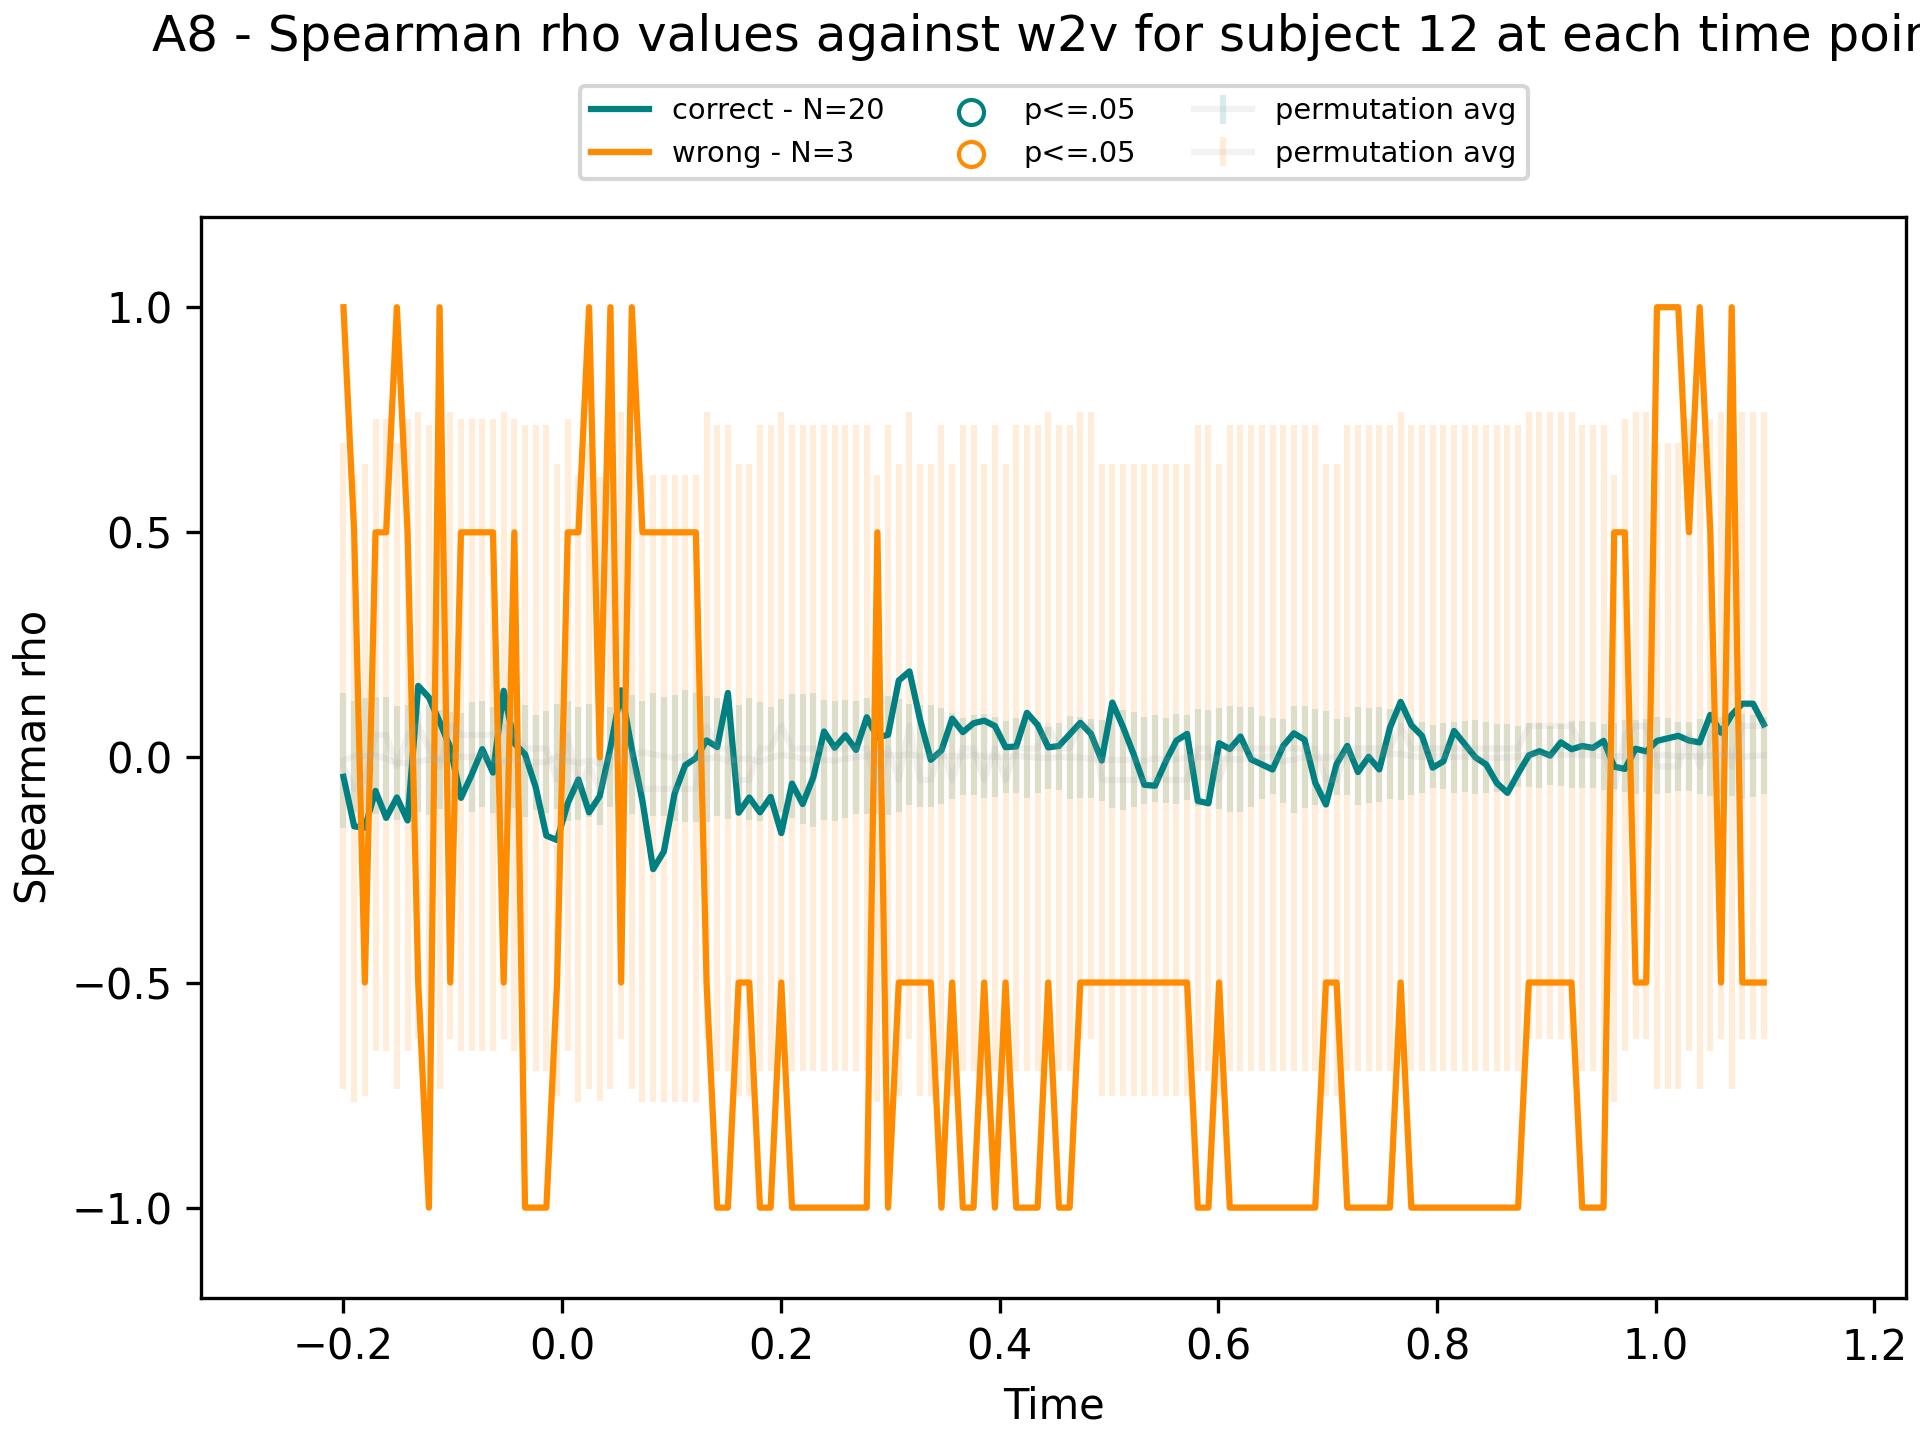 A8 - Spearman rho values against w2v for subject 12 at each time
correct - N=20 p<=.05 permutation avg
wrong - N=3 p<=.05 permutation avg
1.0
0.5
0.0
−0.5
−1.0
Spearman rho
−0.2 0.0 0.2 0.4 0.6 0.8 1.0 1.2
Time